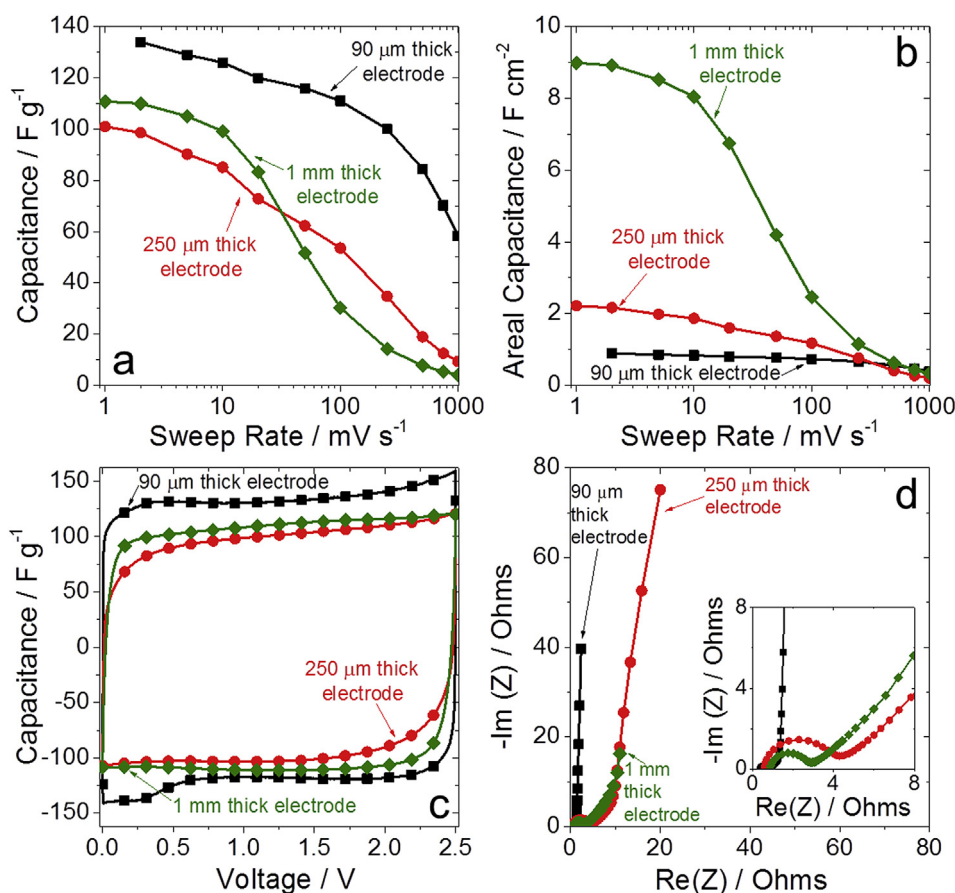 140
120
100
80
60
40
20
0
Capacitance / F g⁻¹
90 μm thick
electrode
1 mm thick
electrode
250 μm thick
electrode
a
1
10
100
1000
Sweep Rate / mV s⁻¹
10
8
6
4
2
0
Areal Capacitance / F cm⁻²
b
1 mm thick
electrode
250 μm thick
electrode
90 μm thick electrode
1
10
100
1000
Sweep Rate / mV s⁻¹
150
100
50
0
-50
-100
-150
Capacitance / F g⁻¹
90 μm thick electrode
250 μm thick
electrode
1 mm thick electrode
c
0.0
0.5
1.0
1.5
2.0
2.5
Voltage / V
80
60
40
20
0
-Im (Z) / Ohms
90 μm
thick
electrode
250 μm thick
electrode
d
1 mm
thick
electrode
8
4
0
-Im (Z) / Ohms
0
4
8
Re(Z) / Ohms
0
20
40
60
80
Re(Z) / Ohms